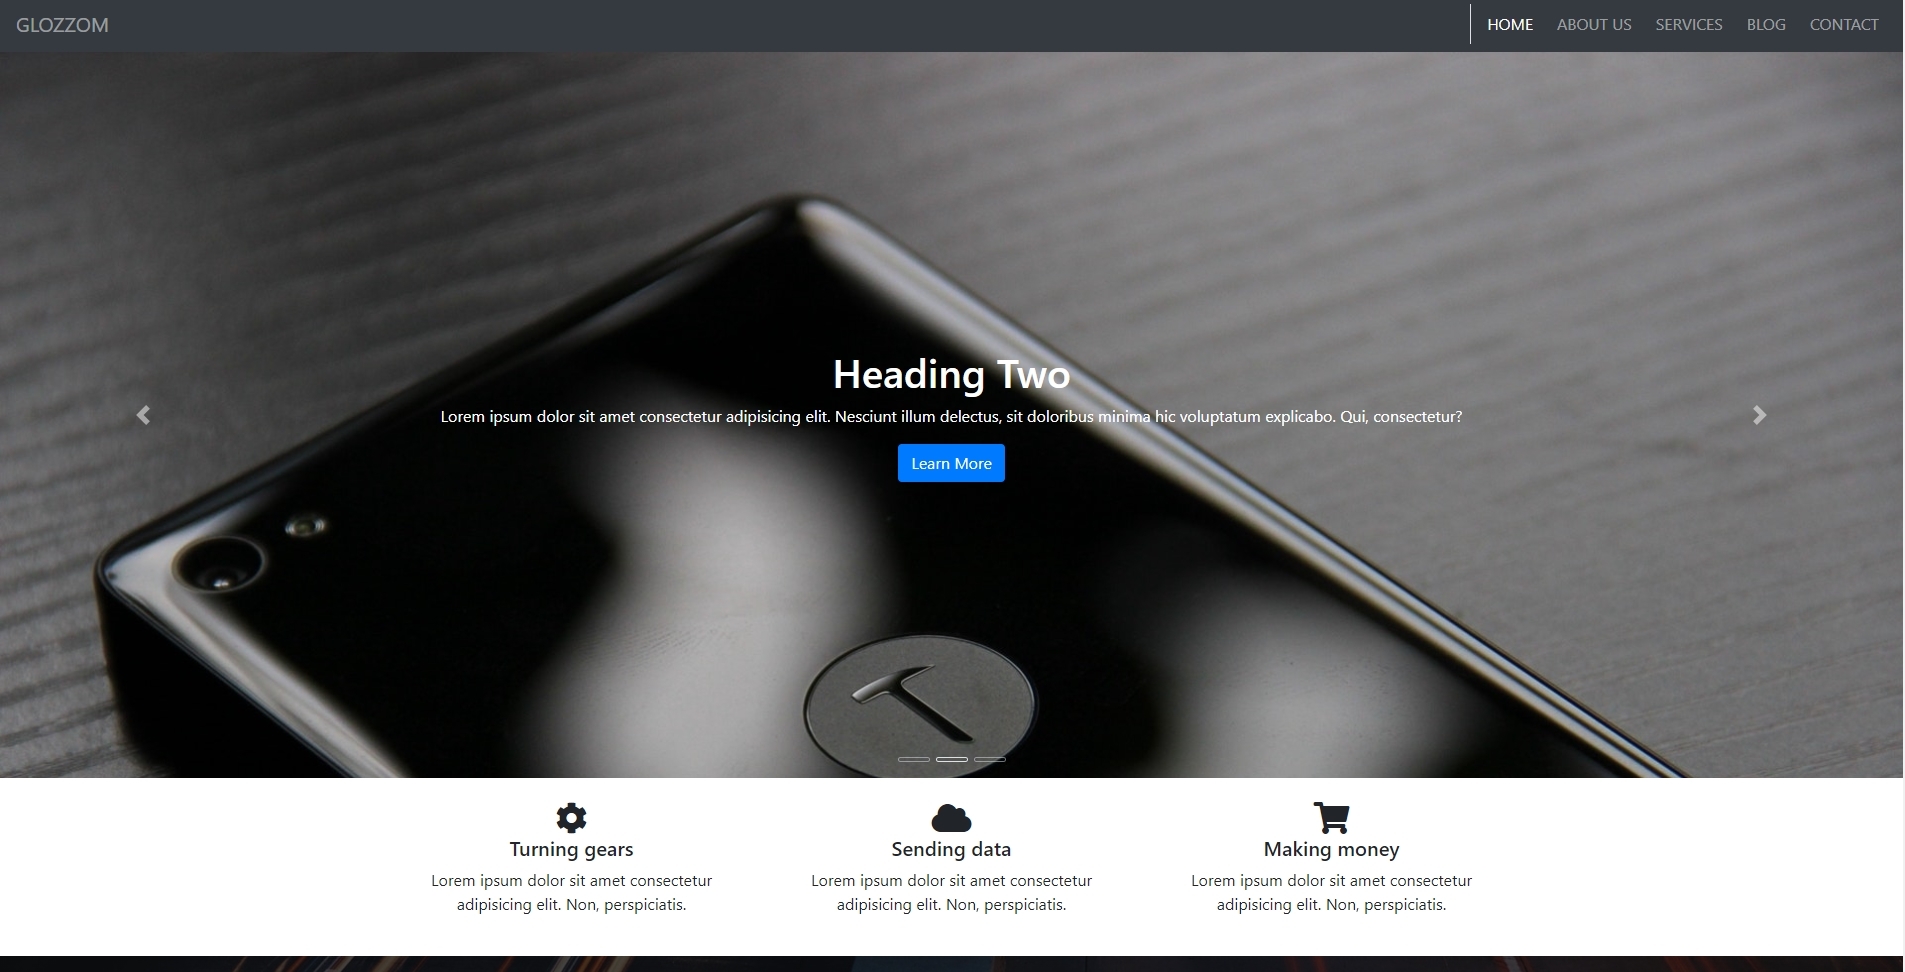 GLOZZOM
HOME ABOUT US SERVICES BLOG CONTACT
Heading Two
Lorem ipsum dolor sit amet consectetur adipisicing elit. Nesciunt illum delectus, sit doloribus minima hic voluptatum explicabo. Qui, consectetur?
Learn More
Turning gears
Lorem ipsum dolor sit amet consectetur
adipisicing elit. Non, perspiciatis.
Sending data
Lorem ipsum dolor sit amet consectetur
adipisicing elit. Non, perspiciatis.
Making money
Lorem ipsum dolor sit amet consectetur
adipisicing elit. Non, perspiciatis.